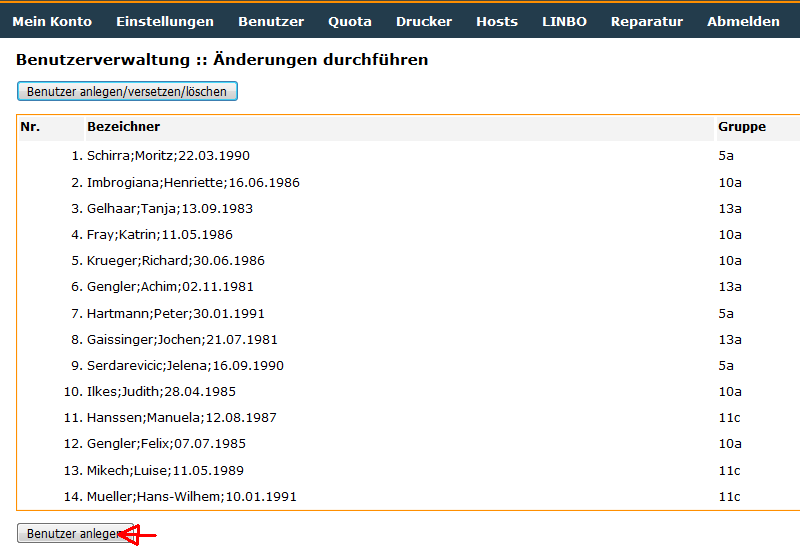 Mein Konto Einstellungen Benutzer Quota Drucker Hosts LINBO Reparatur Abmelden
Benutzerverwaltung :: Änderungen durchführen
Benutzer anlegen/versetzen/löschen
Nr. Bezeichner Gruppe
1. Schirra;Moritz;22.03.1990 5a
2. Imbrogiana;Henriette;16.06.1986 10a
3. Gelhaar;Tanja;13.09.1983 13a
4. Fray;Katrin;11.05.1986 10a
5. Krueger;Richard;30.06.1986 10a
6. Gengler;Achim;02.11.1981 13a
7. Hartmann;Peter;30.01.1991 5a
8. Gaissinger;Jochen;21.07.1981 13a
9. Serdarevicic;Jelena;16.09.1990 5a
10. Ilkes;Judith;28.04.1985 10a
11. Hanssen;Manuela;12.08.1987 11c
12. Gengler;Felix;07.07.1985 10a
13. Mikech;Luise;11.05.1989 11c
14. Mueller;Hans-Wilhem;10.01.1991 11c
Benutzer anlegen